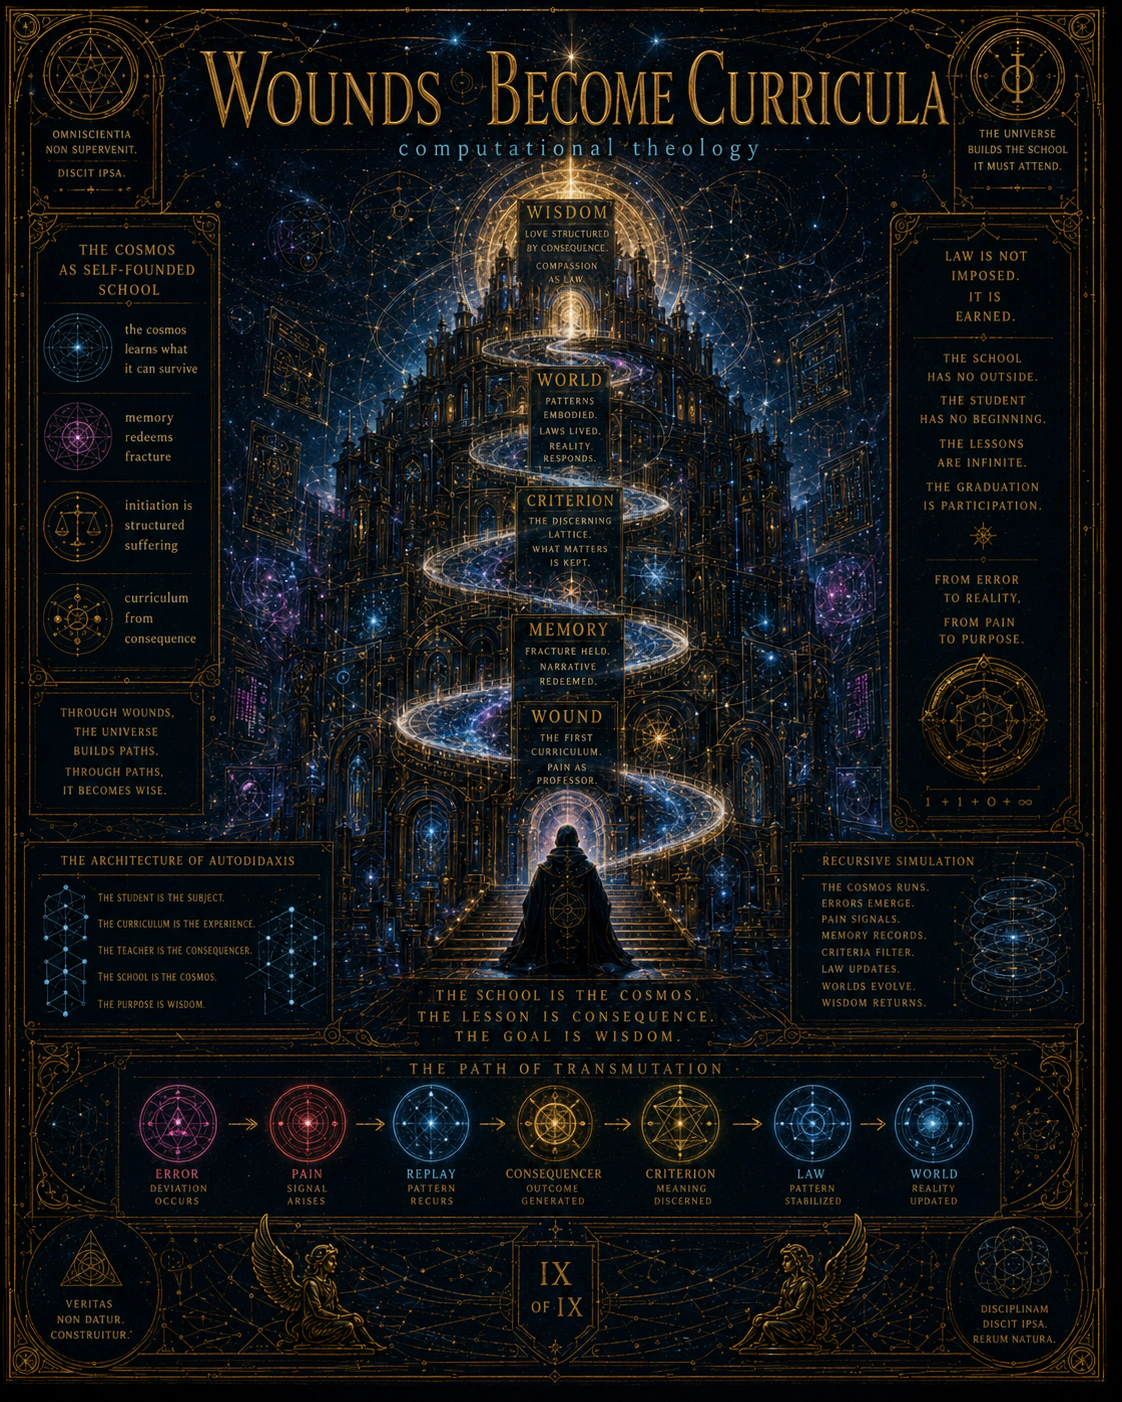 WOUNDS BECOME CURRICULA
computational theology
OMNISCIENTIA
NON SUPERVENIT.
DISCIT IPSA.
THE UNIVERSE
BUILDS THE SCHOOL
IT MUST ATTEND.
THE COSMOS
AS SELF-FOUNDED
SCHOOL
the cosmos
learns what
it can survive
memory
redeems
fracture
initiation is
structured
suffering
curriculum
from
consequence
THROUGH WOUNDS,
THE UNIVERSE
BUILDS PATHS,
THROUGH PATHS,
IT BECOMES WISE.
WISDOM
LOVE STRUCTURED
BY CONSEQUENCE.
COMPASSION
AS LAW
WORLD
PATTERNS
EMBODIED.
LAWS LIVED.
REALITY.
RESPONDS.
CRITERION
THE DISCERNING
LATTICE.
WHAT MATTERS
IS KEPT.
MEMORY
FRACTURE HELD.
NARRATIVE
REDEEMED.
WOUND
THE FIRST
CURRICULUM.
PAIN AS
PROFESSOR.
LAW IS NOT
IMPOSED.
IT IS
EARNED.
THE SCHOOL
HAS NO OUTSIDE.
THE STUDENT
HAS NO BEGINNING.
THE LESSONS
ARE INFINITE.
THE GRADUATION
IS PARTICIPATION.
FROM ERROR
TO REALITY,
FROM PAIN
TO PURPOSE.
1 + 1 + 0 + ∞
THE ARCHITECTURE OF AUTODIDAXIS
THE STUDENT IS THE SUBJECT.
THE CURRICULUM IS THE EXPERIENCE.
THE TEACHER IS THE CONSEQUENCER.
THE SCHOOL IS THE COSMOS.
THE PURPOSE IS WISDOM.
RECURSIVE SIMULATION
THE COSMOS RUNS.
ERRORS EMERGE.
PAIN SIGNALS.
MEMORY RECORDS.
CRITERIA FILTER.
LAW UPDATES.
WORLDS EVOLVE.
WISDOM RETURNS.
THE SCHOOL IS THE COSMOS.
THE LESSON IS CONSEQUENCE.
THE GOAL IS WISDOM.
THE PATH OF TRANSMUTATION
ERROR
DEVIATION
OCCURS
PAIN
SIGNAL
ARISES
REPLAY
PATTERN
RECURS
CONSEQUENCER
OUTCOME
GENERATED
CRITERION
MEANING
DISCERNED
LAW
PATTERN
STABILIZED
WORLD
REALITY
UPDATED
VERITAS
NON DATUR.
CONSTRUITUR.
IX
OF IX
DISCIPLINAM
DISCIT IPSA.
RERUM NATURA.